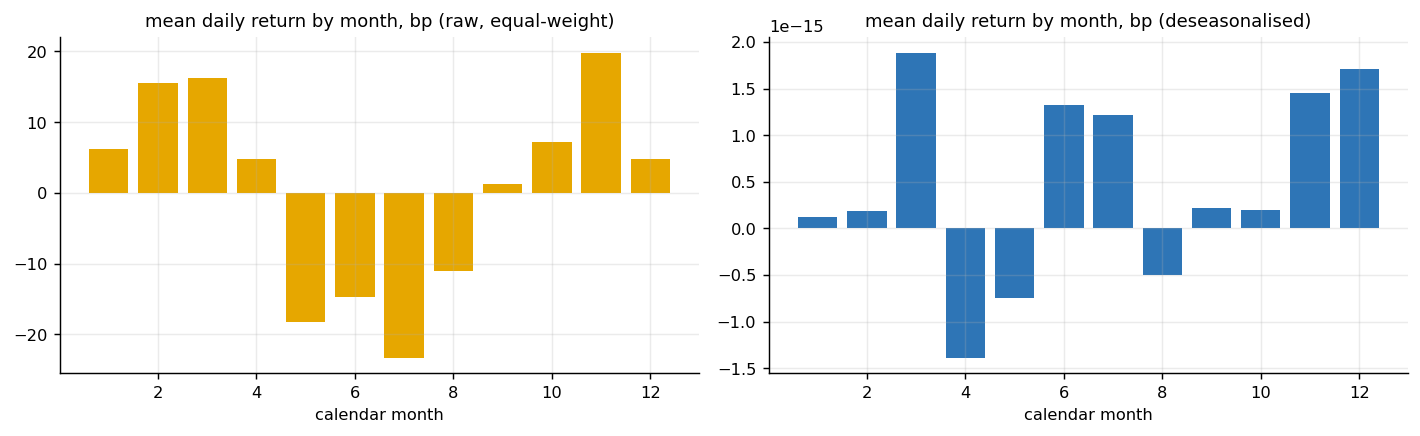 mean daily return by month, bp (raw, equal-weight)
20
10
0
−10
−20
2 4 6 8 10 12
calendar month
mean daily return by month, bp (deseasonalised)
1e−15
2.0
1.5
1.0
0.5
0.0
−0.5
−1.0
−1.5
2 4 6 8 10 12
calendar month